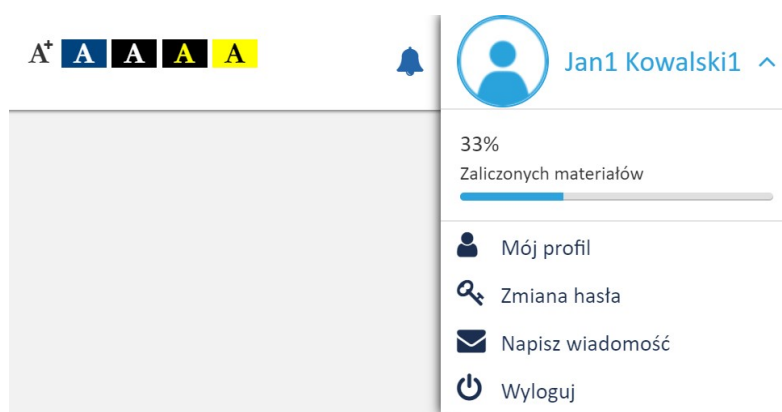 A+ A A A A
Jan1 Kowalski1
33%
Zaliczonych materiałów
Mój profil
Zmiana hasła
Napisz wiadomość
Wyloguj